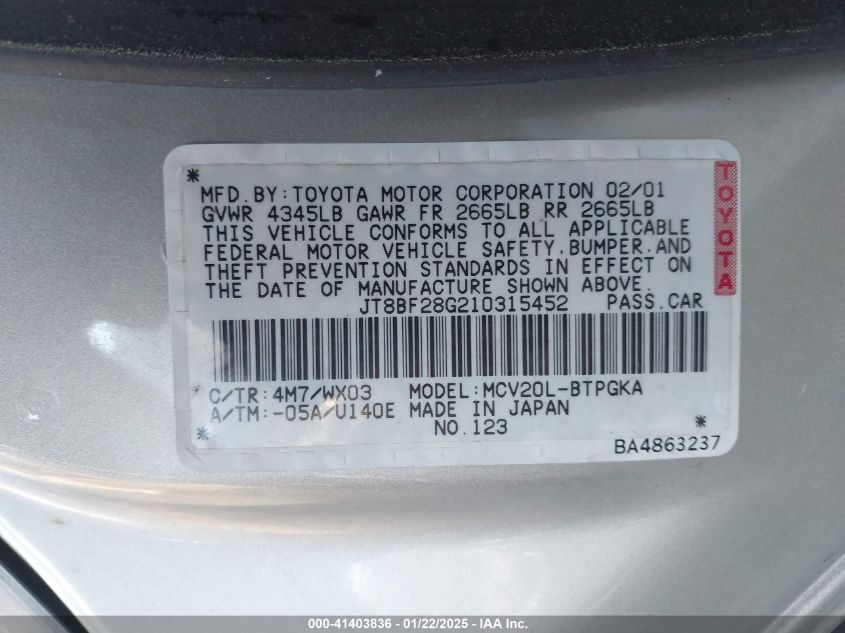 * MFD.BY:TOYOTA MOTOR CORPORATION 02/01
GVWR 4345LB GAWR FR 2665LB RR 2665LB
THIS VEHICLE CONFORMS TO ALL APPLICABLE
FEDERAL MOTOR VEHICLE SAFETY,BUMPER,AND
THEFT PREVENTION STANDARDS IN EFFECT ON
THE DATE OF MANUFACTURE SHOWN ABOVE.
JT8BF28G210315452 PASS.CAR
C/TR:4M7/WX03 MODEL:MCV20L-BTPGKA
A/TM:-05A/U140E MADE IN JAPAN
* NO.123 *
BA4863237
TOYOTA
000-41403836 - 01/22/2025 - IAA Inc.